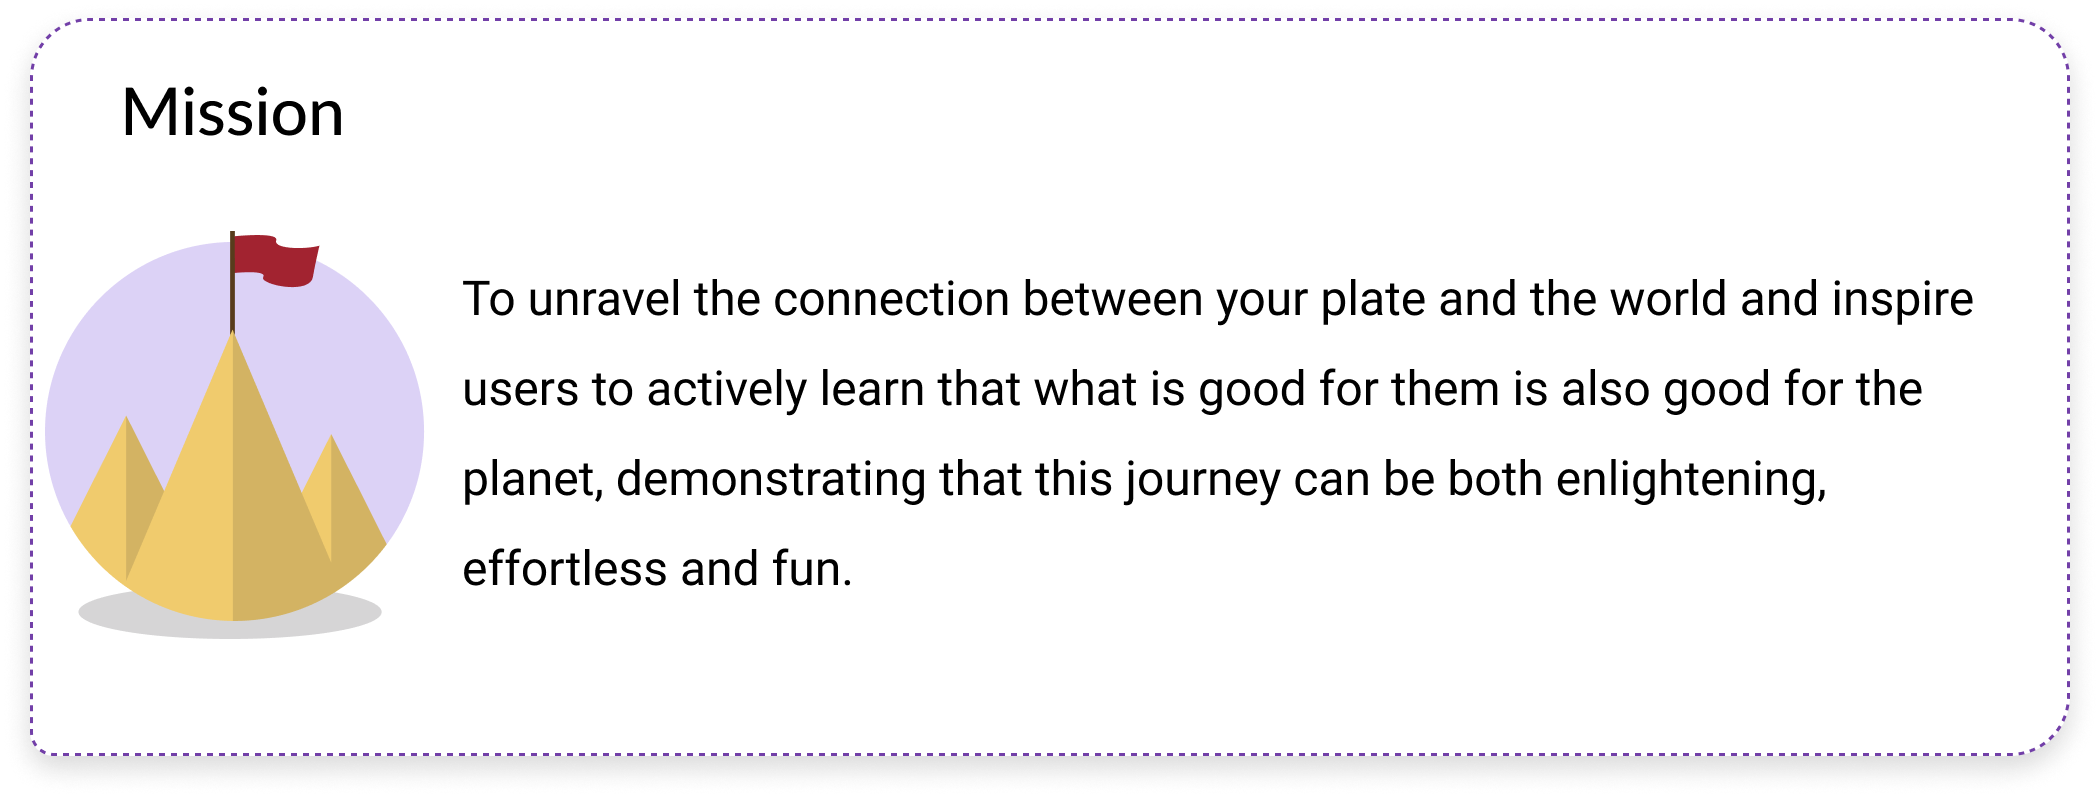 Mission
To unravel the connection between your plate and the world and inspire
users to actively learn that what is good for them is also good for the
planet, demonstrating that this journey can be both enlightening,
effortless and fun.